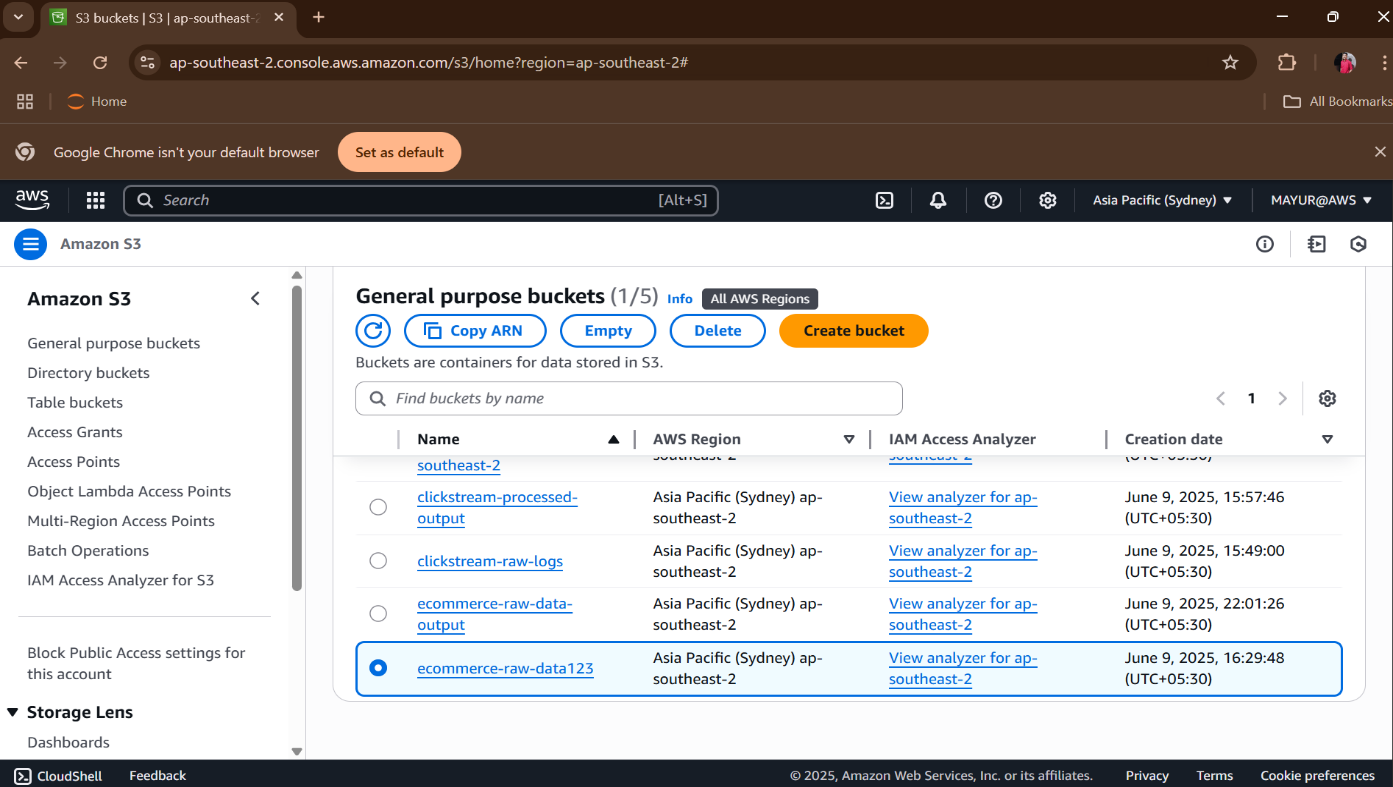 S3 buckets | S3 | ap-southeast-2
ap-southeast-2.console.aws.amazon.com/s3/home?region=ap-southeast-2#
Home
All Bookmarks
Google Chrome isn't your default browser
Set as default
aws
Search
[Alt+S]
Asia Pacific (Sydney)
MAYUR@AWS
Amazon S3
Amazon S3
General purpose buckets
Directory buckets
Table buckets
Access Grants
Access Points
Object Lambda Access Points
Multi-Region Access Points
Batch Operations
IAM Access Analyzer for S3
Block Public Access settings for
this account
Storage Lens
Dashboards
General purpose buckets (1/5) Info All AWS Regions
Copy ARN
Empty
Delete
Create bucket
Buckets are containers for data stored in S3.
Find buckets by name
1
Name AWS Region IAM Access Analyzer Creation date
southeast-2 southeast-2 southeast-2 (UTC+05:30)
clickstream-processed- Asia Pacific (Sydney) ap- View analyzer for ap- June 9, 2025, 15:57:46
output southeast-2 southeast-2 (UTC+05:30)
Asia Pacific (Sydney) ap- View analyzer for ap- June 9, 2025, 15:49:00
clickstream-raw-logs
southeast-2 southeast-2 (UTC+05:30)
ecommerce-raw-data- Asia Pacific (Sydney) ap- View analyzer for ap- June 9, 2025, 22:01:26
output southeast-2 southeast-2 (UTC+05:30)
Asia Pacific (Sydney) ap- View analyzer for ap- June 9, 2025, 16:29:48
ecommerce-raw-data123
southeast-2 southeast-2 (UTC+05:30)
CloudShell
Feedback
© 2025, Amazon Web Services, Inc. or its affiliates.
Privacy
Terms
Cookie preferences